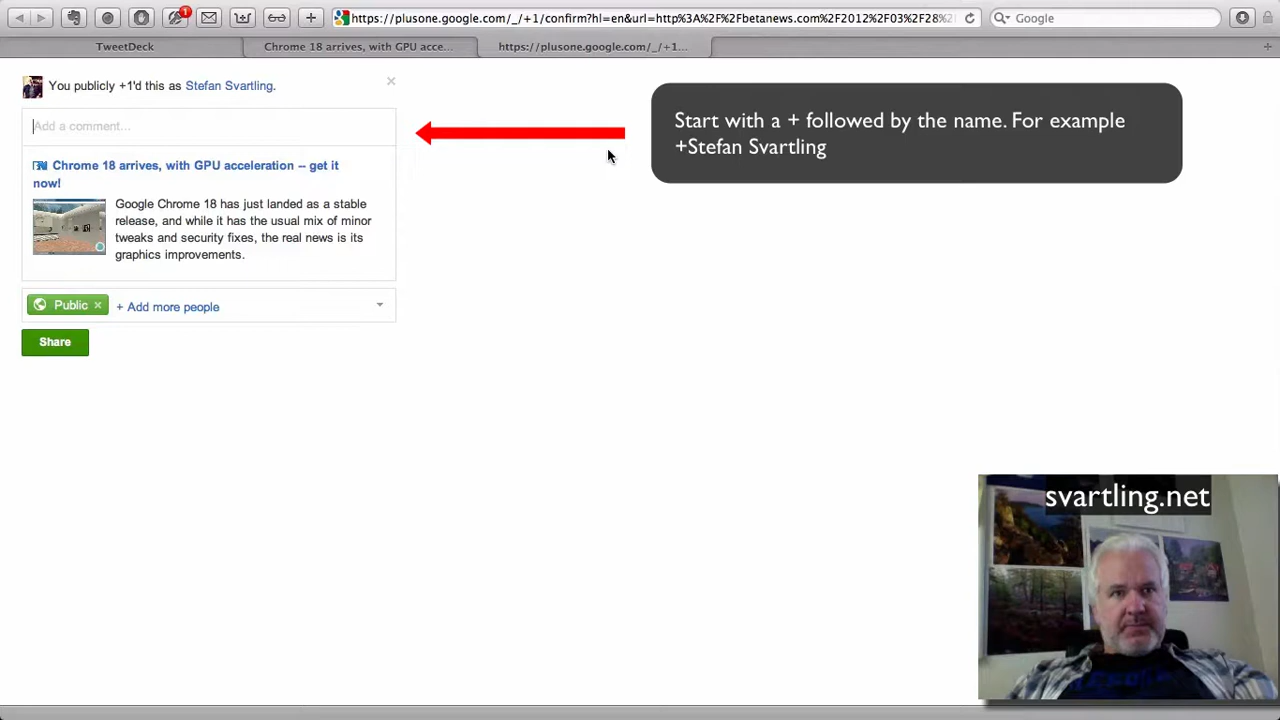 1
https://plusone.google.com/_/+1/confirm?hl=en&url=http%3A%2F%2Fbetanews.com%2F2012%2F03%2F28%
Google
TweetDeck
Chrome 18 arrives, with GPU acce...
https://plusone.google.com/_/+1...
You publicly +1'd this as Stefan Svartling.
Add a comment...
Start with a + followed by the name. For example
+Stefan Svartling
Chrome 18 arrives, with GPU acceleration -- get it
now!
Google Chrome 18 has just landed as a stable
release, and while it has the usual mix of minor
tweaks and security fixes, the real news is its
graphics improvements.
Public
+ Add more people
Share
svartling.net